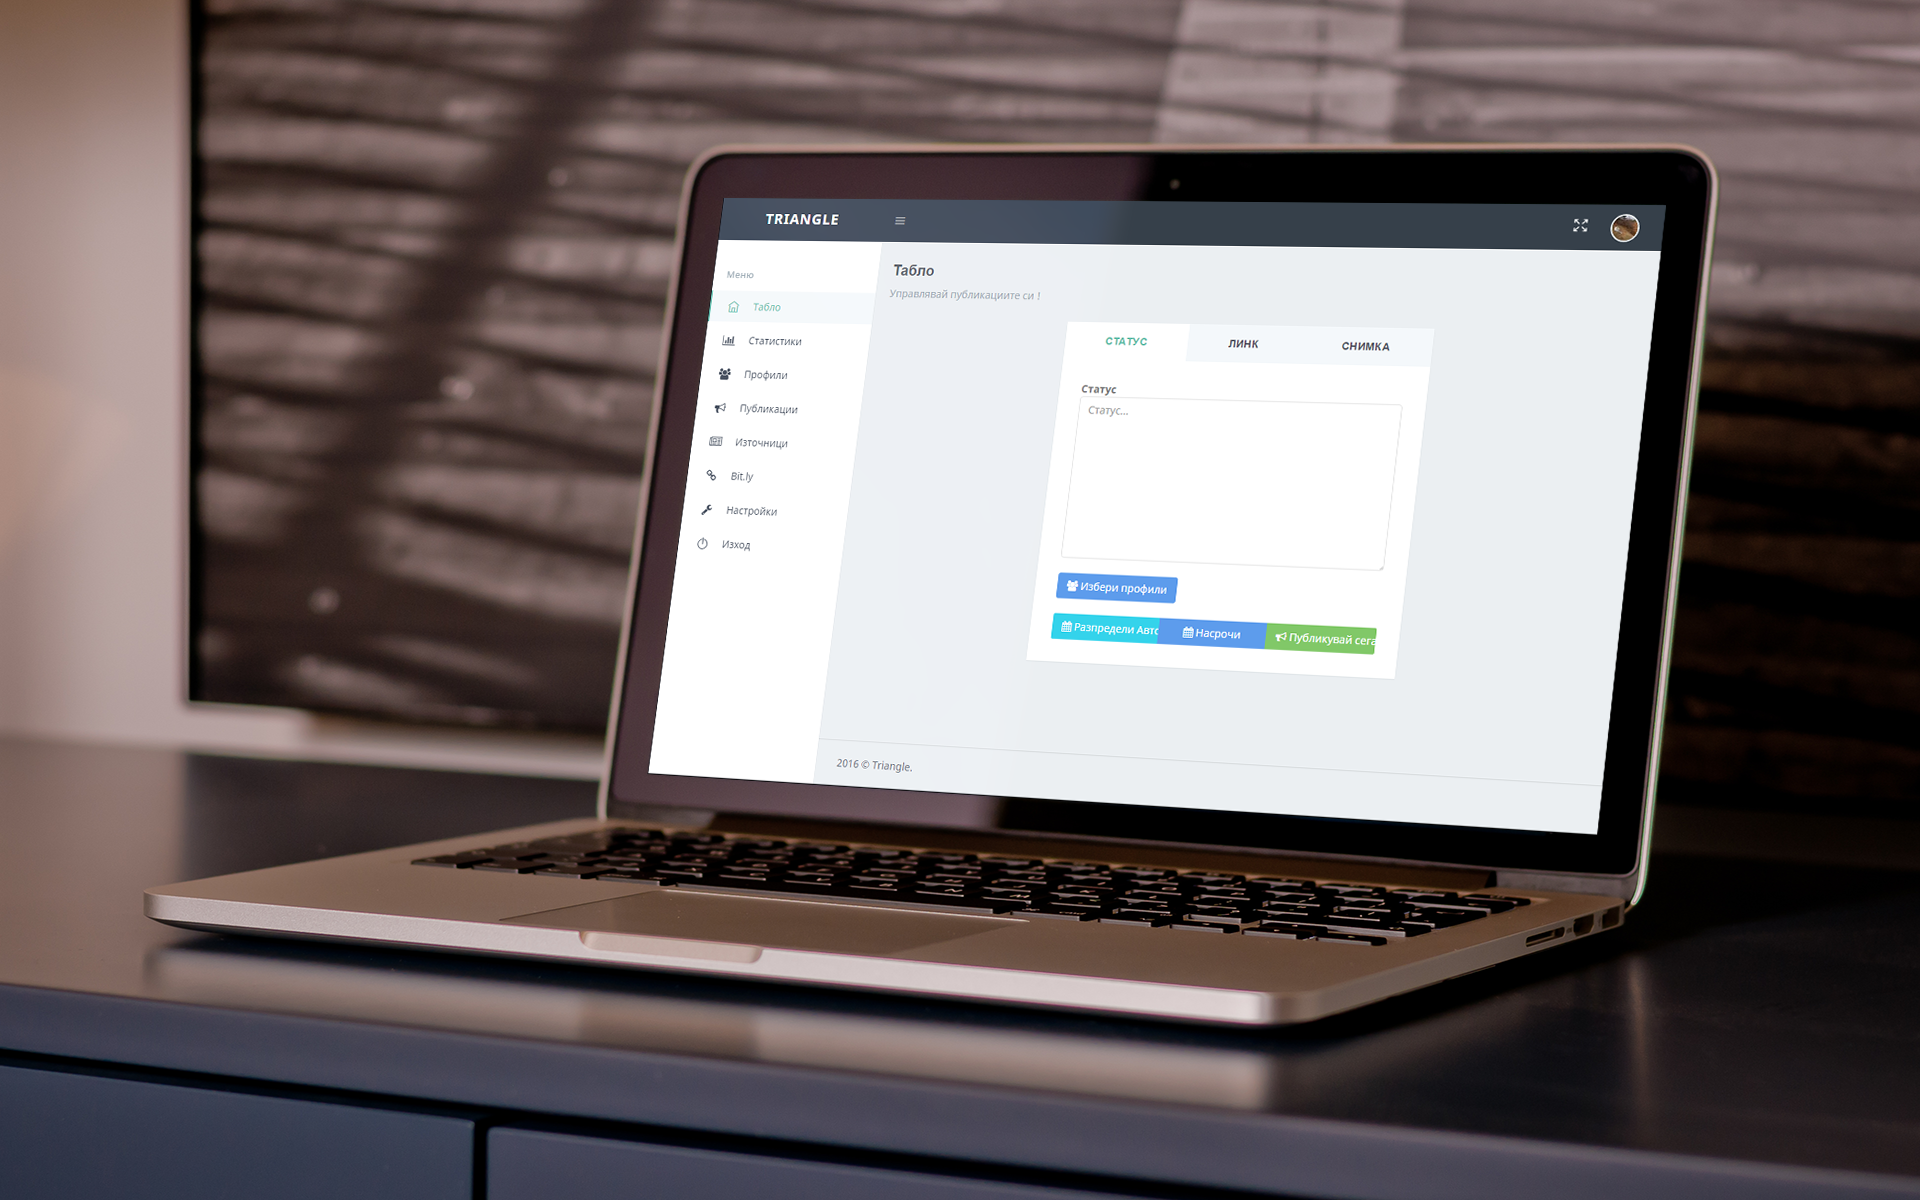 TRIANGLE
Меню
Табло
Статистики
Профили
Публикации
Източници
Bit.ly
Настройки
Изход
Табло
Управлявай публикациите си !
СТАТУС
ЛИНК
СНИМКА
Статус
Статус...
Избери профили
Разпредели Авто
Насрочи
Публикувай сега
2016 © Triangle.